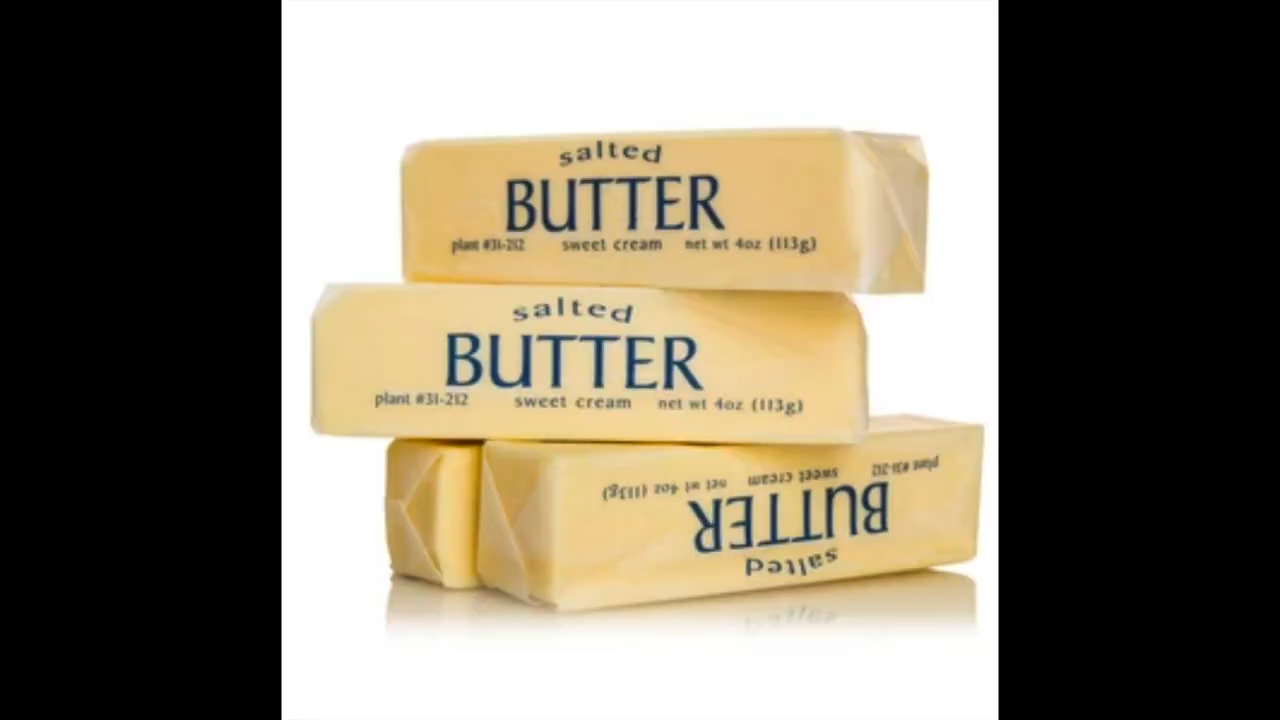 salted
BUTTER
plant #31-212 sweet cream net wt 4oz (113g)
salted
BUTTER
plant #31-212 sweet cream net wt 4oz (113g)
salted
BUTTER
plant #31-212 sweet cream net wt 4oz (113g)